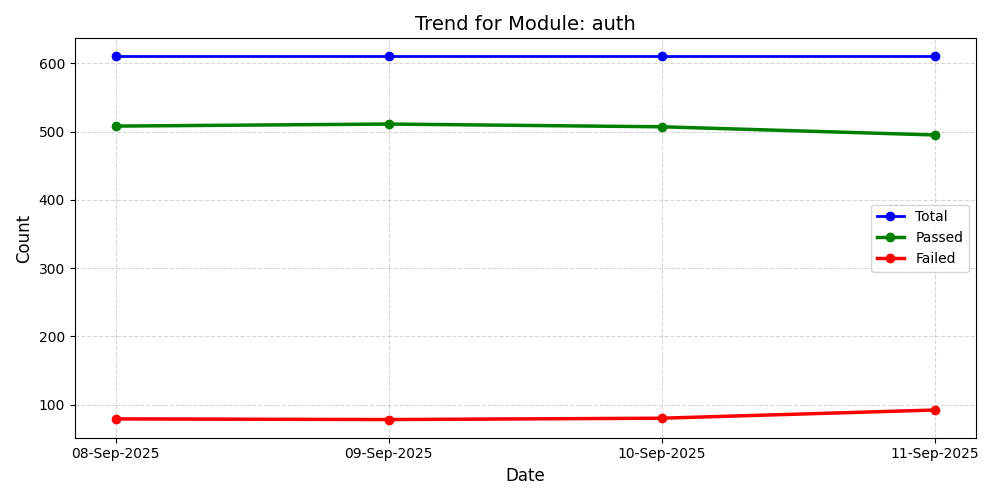 Trend for Module: auth
600
500
400
300
200
100
Count
Total
Passed
Failed
08-Sep-2025
09-Sep-2025
10-Sep-2025
11-Sep-2025
Date